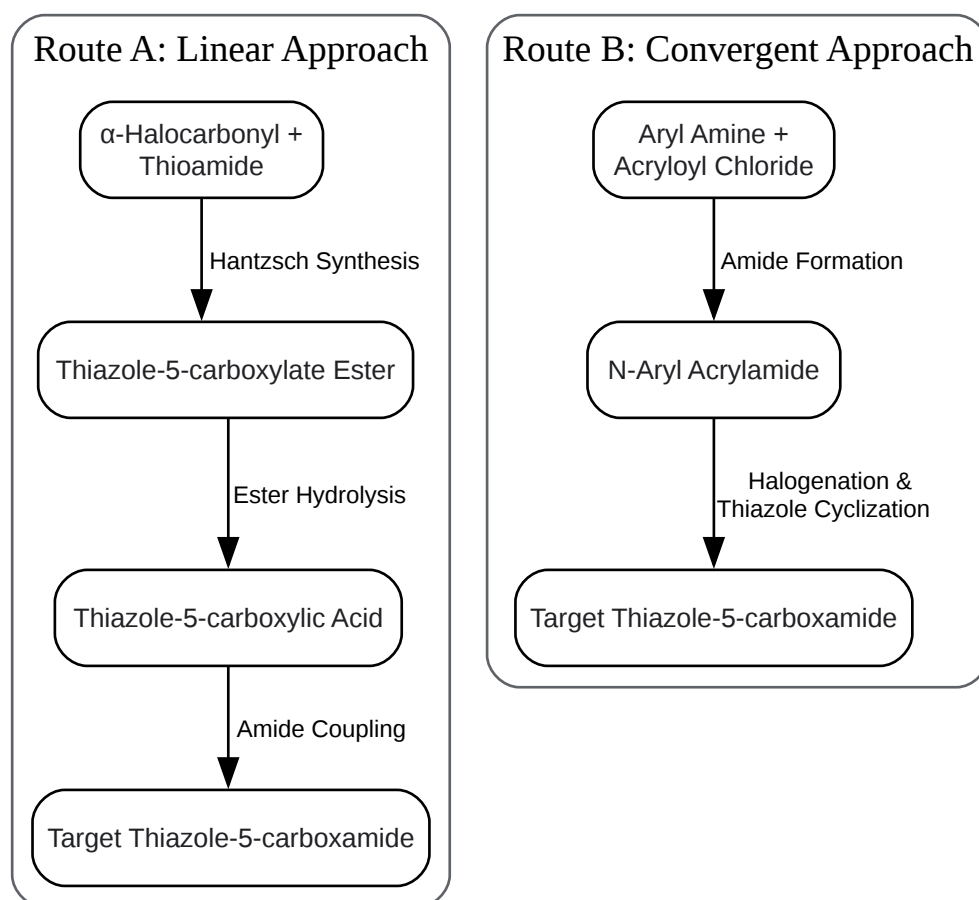 Route A: Linear Approach
α-Halocarbonyl +
Thioamide
Hantzsch Synthesis
Thiazole-5-carboxylate Ester
Ester Hydrolysis
Thiazole-5-carboxylic Acid
Amide Coupling
Target Thiazole-5-carboxamide
Route B: Convergent Approach
Aryl Amine +
Acryloyl Chloride
Amide Formation
N-Aryl Acrylamide
Halogenation &
Thiazole Cyclization
Target Thiazole-5-carboxamide